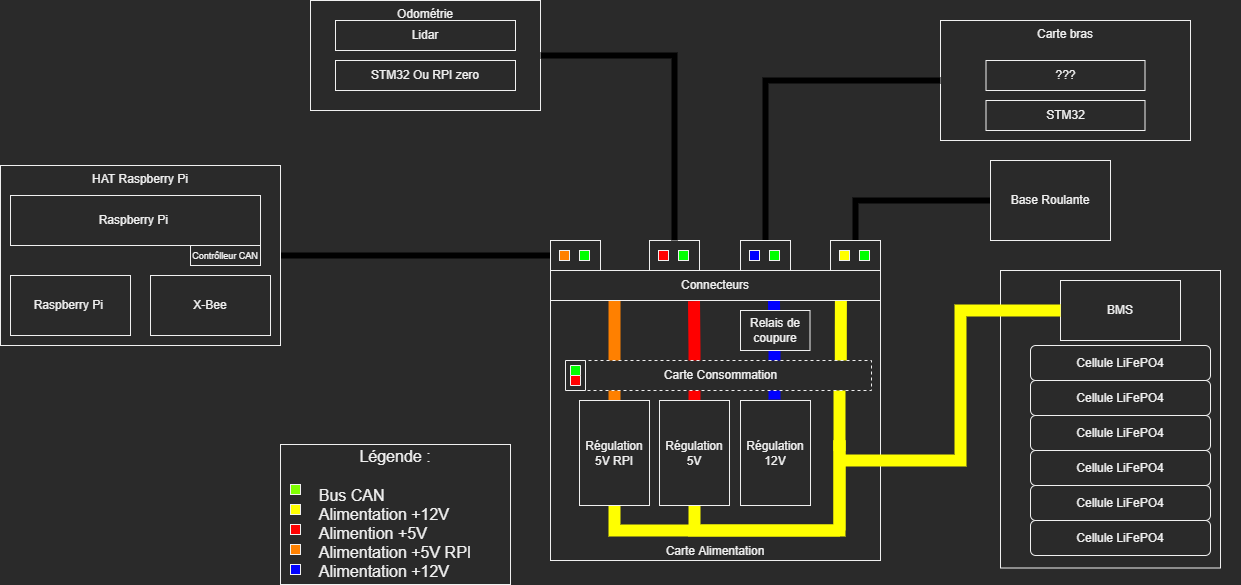 Odométrie
Lidar
STM32 Ou RPI zero
Carte bras
???
STM32
HAT Raspberry Pi
Raspberry Pi
Contrôlleur CAN
Raspberry Pi
X-Bee
Base Roulante
Connecteurs
Relais de
coupure
Carte Consommation
Régulation
5V RPI
Régulation
5V
Régulation
12V
Carte Alimentation
BMS
Cellule LiFePO4
Cellule LiFePO4
Cellule LiFePO4
Cellule LiFePO4
Cellule LiFePO4
Cellule LiFePO4
Légende :
Bus CAN
Alimentation +12V
Alimention +5V
Alimentation +5V RPI
Alimentation +12V